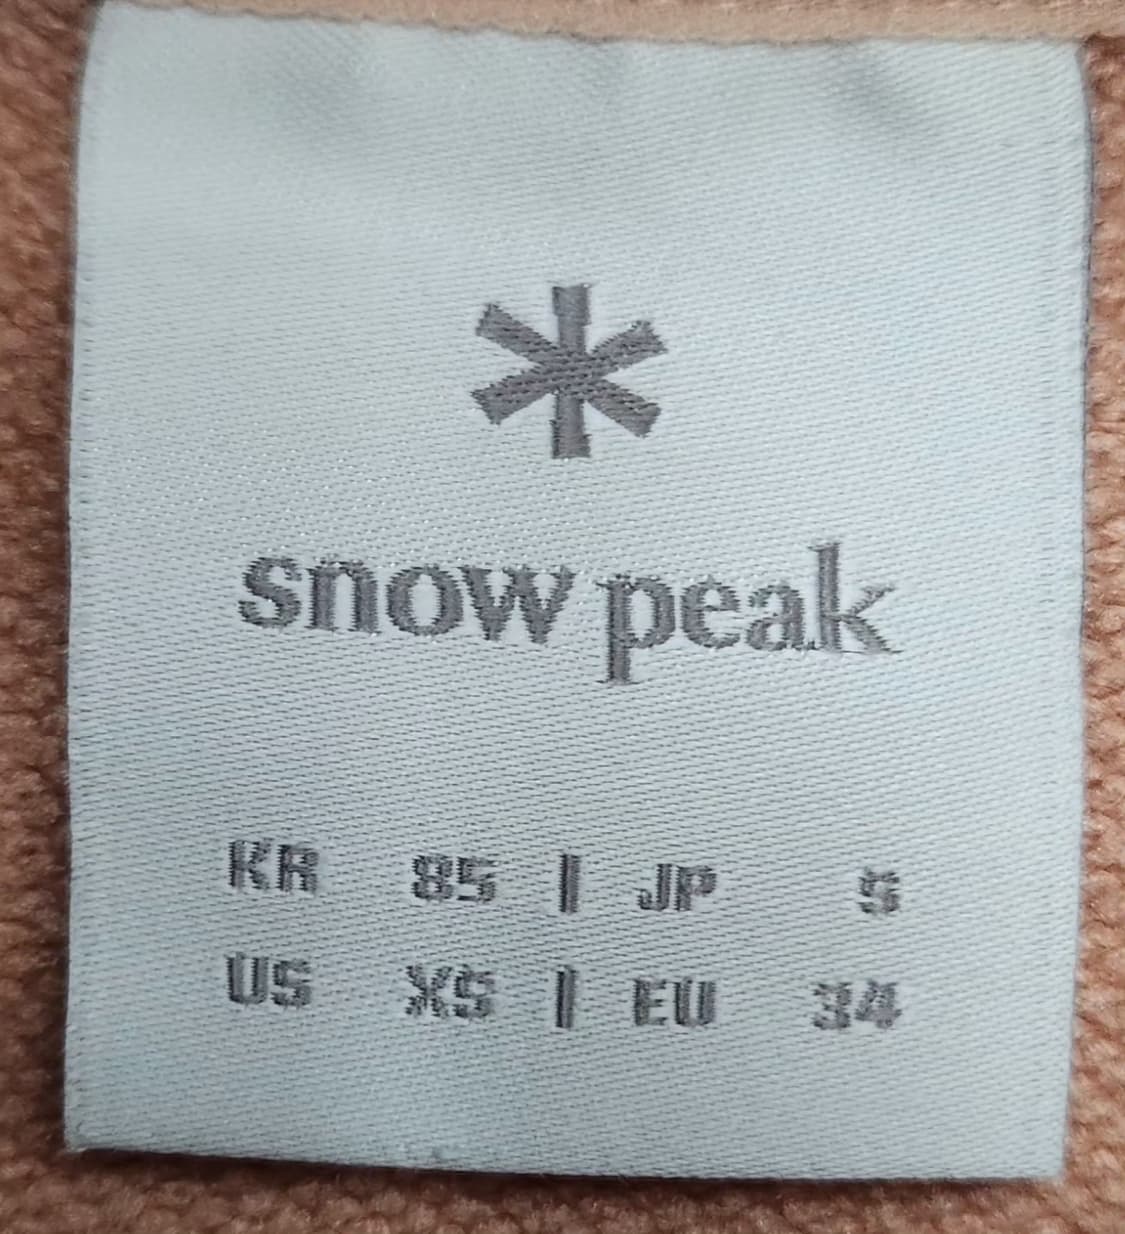 snow peak
KR 85 | JP S
US XS | EU 34